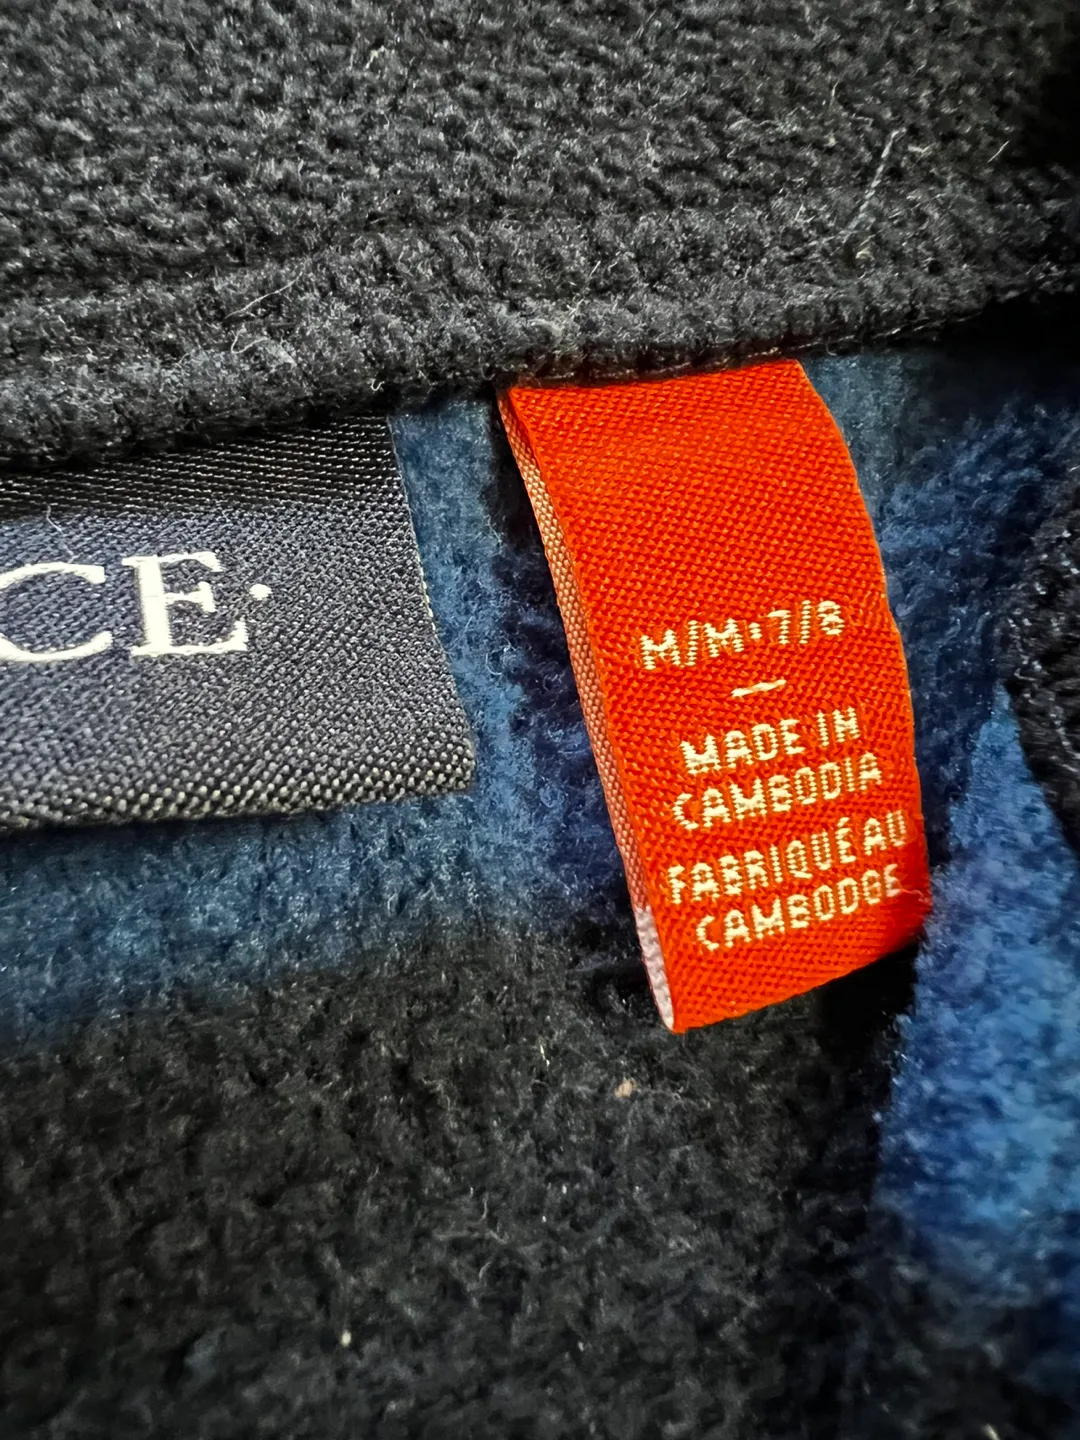 CE.
M/M•7/8
—
MADE IN
CAMBODIA
FABRIQUÉ AU
CAMBODGE